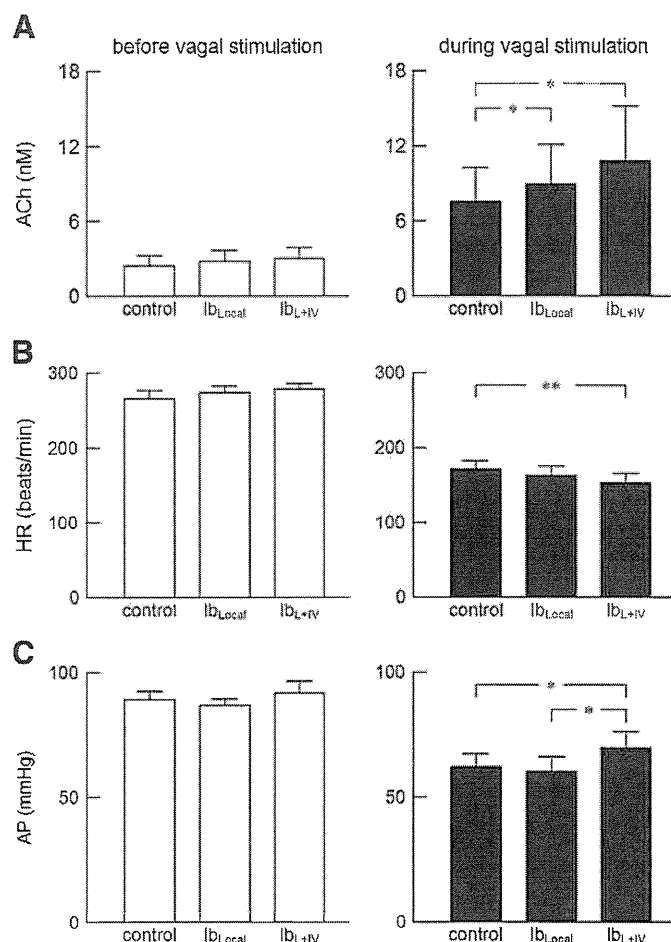 A
before vagal stimulation
during vagal stimulation
ACh (nM)
18
12
6
0
control IbLocal IbL+IV
18
12
6
0
* 
*
control IbLocal IbL+IV
B
HR (beats/min)
300
200
100
0
control IbLocal IbL+IV
300
200
100
0
**
control IbLocal IbL+IV
C
AP (mmHg)
100
50
0
control IbLocal IbL+IV
100
50
0
*
*
control IbLocal IbL+IV